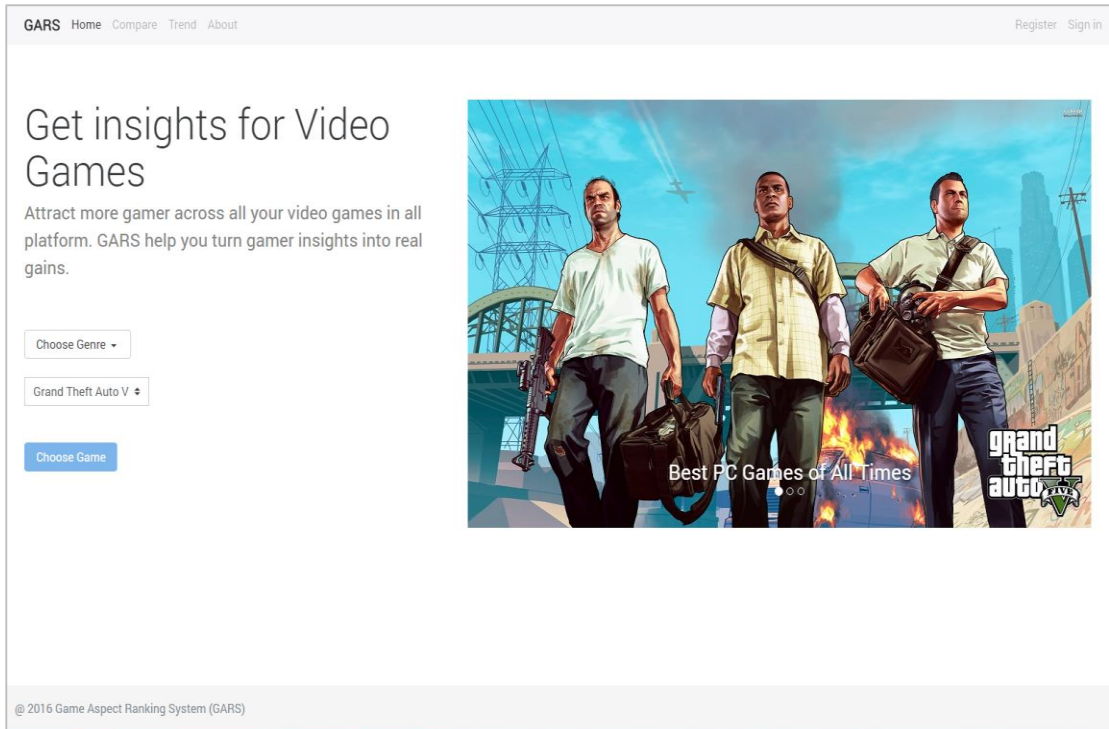 GARS Home Compare Trend About
Register Sign in
Get insights for Video
Games
Attract more gamer across all your video games in all
platform. GARS help you turn gamer insights into real
gains.
Choose Genre
Grand Theft Auto V
Choose Game
Best PC Games of All Times
grand
theft
auto
V
FIVE
@ 2016 Game Aspect Ranking System (GARS)